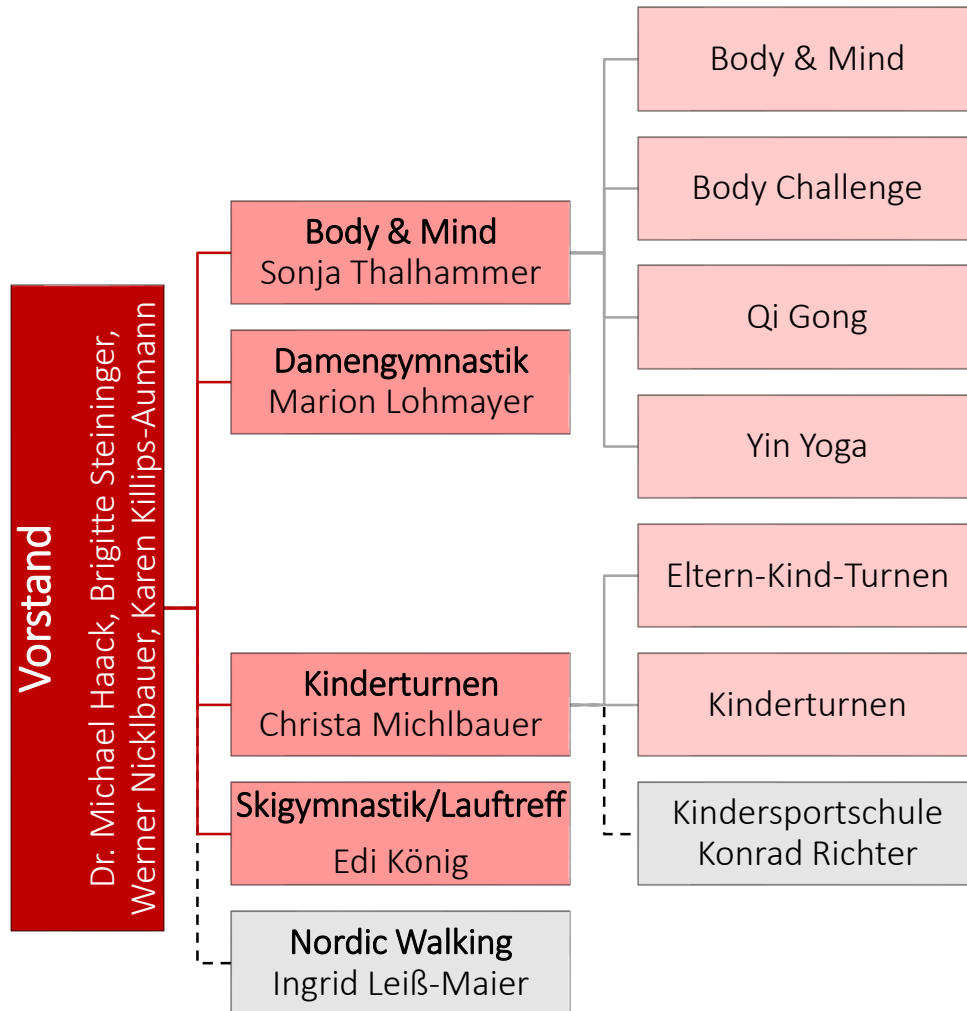 Vorstand
Dr. Michael Haack, Brigitte Steininger,
Werner Nicklbauer, Karen Killips-Aumann
Body & Mind
Sonja Thalhammer
Damengymnastik
Marion Lohmayer
Kinderturnen
Christa Michlbauer
Skigymnastik/Lauftreff
Edi König
Nordic Walking
Ingrid Leiß-Maier
Body & Mind
Body Challenge
Qi Gong
Yin Yoga
Eltern-Kind-Turnen
Kinderturnen
Kindersportschule
Konrad Richter